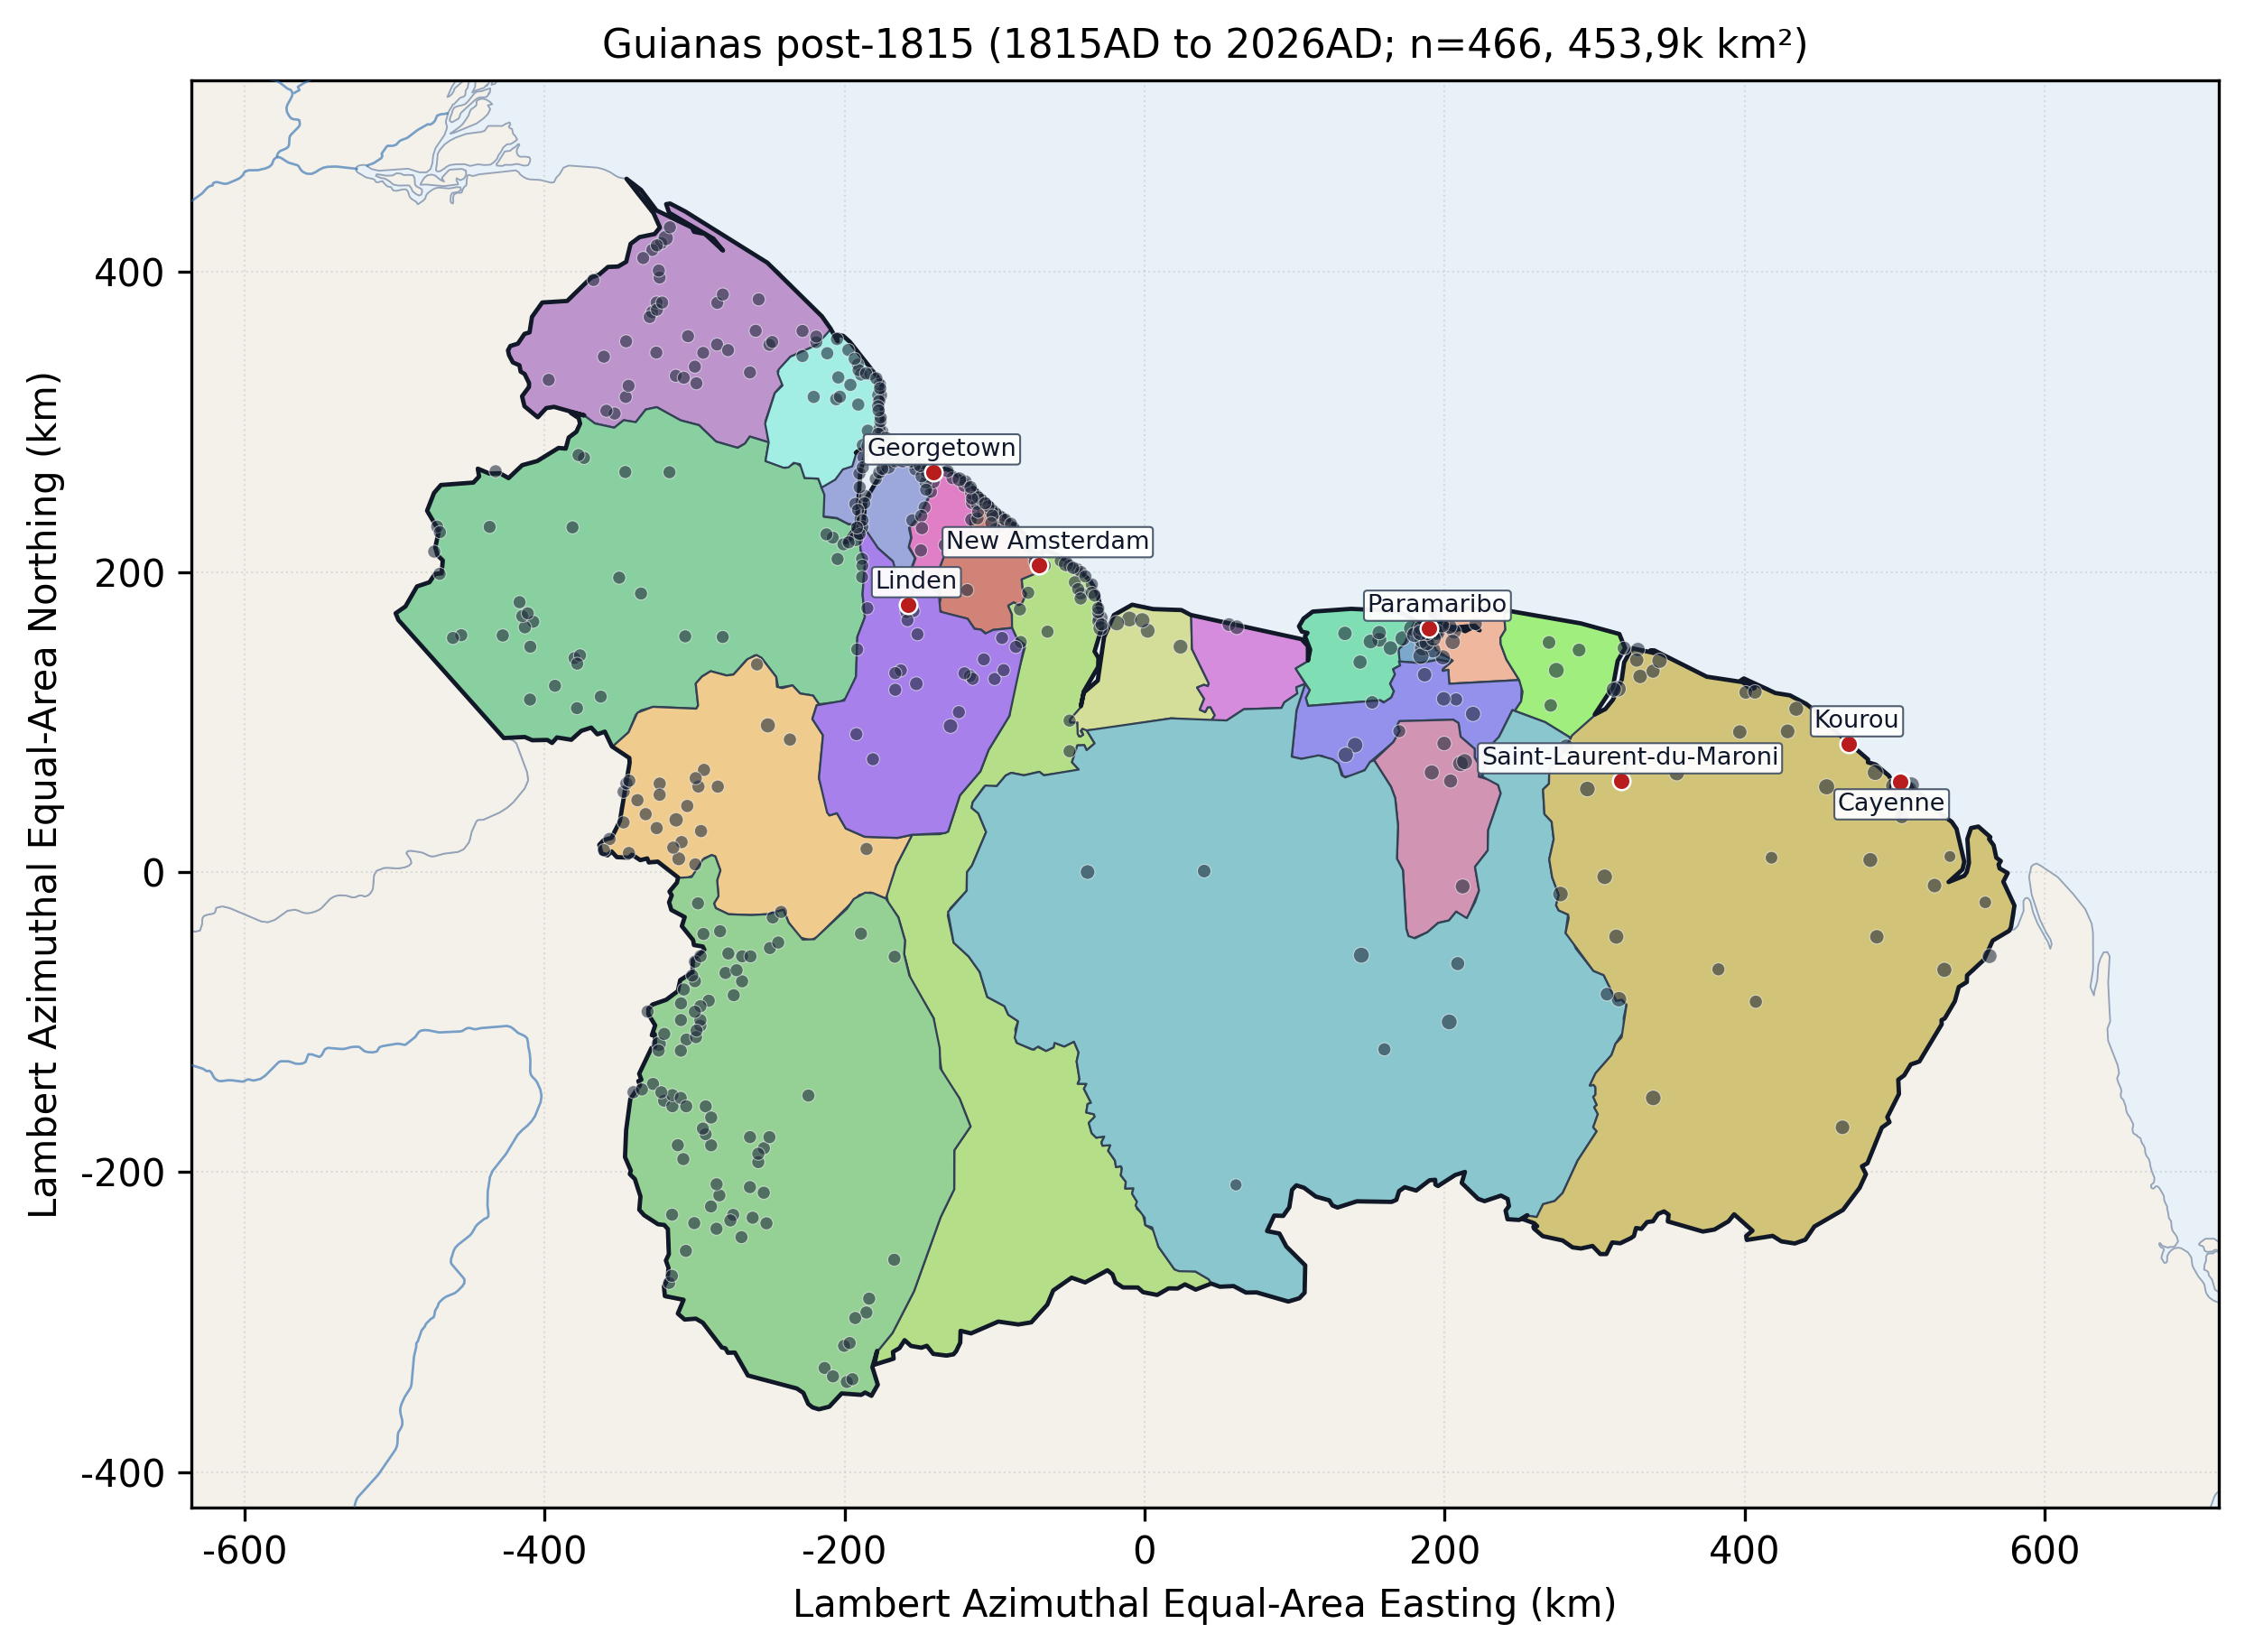 Guianas post-1815 (1815AD to 2026AD; n=466, 453,9k km²)
Lambert Azimuthal Equal-Area Northing (km)
400
200
0
-200
-400
Georgetown
New Amsterdam
Linden
Paramaribo
Kourou
Saint-Laurent-du-Maroni
Cayenne
-600
-400
-200
0
200
400
600
Lambert Azimuthal Equal-Area Easting (km)